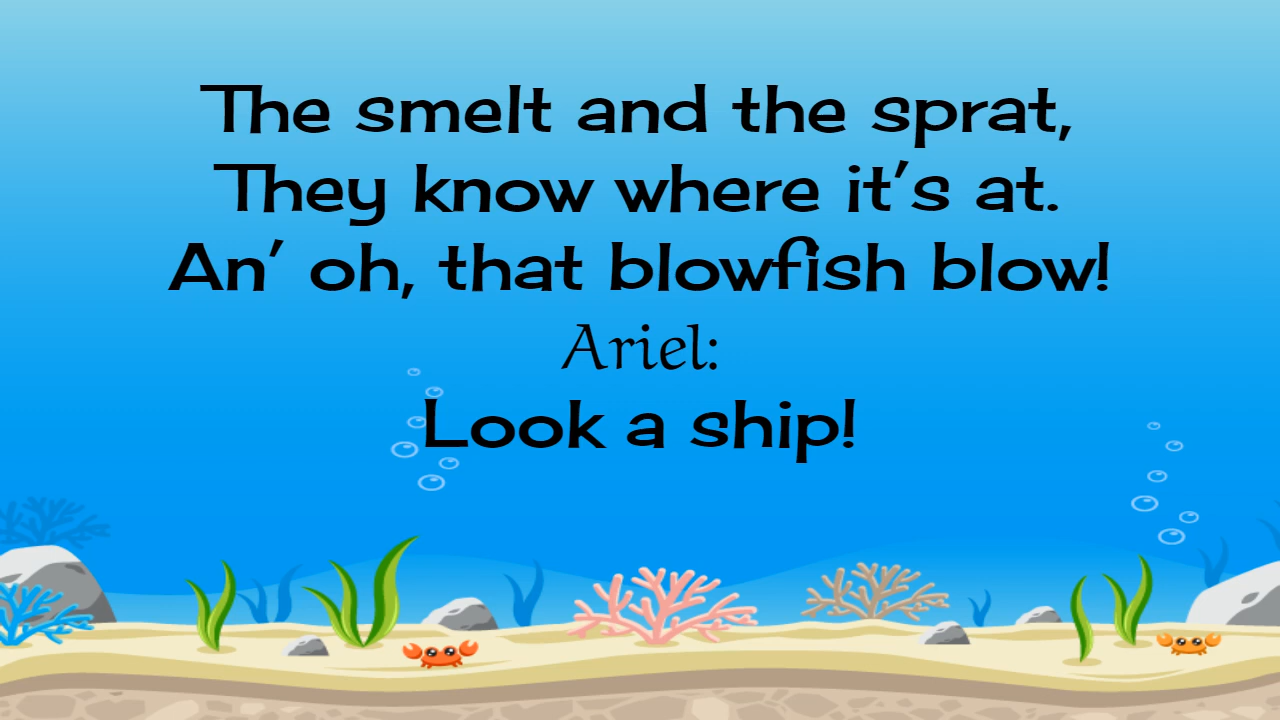 The smelt and the sprat,
They know where it's at.
An' oh, that blowfish blow!
Ariel:
Look a ship!